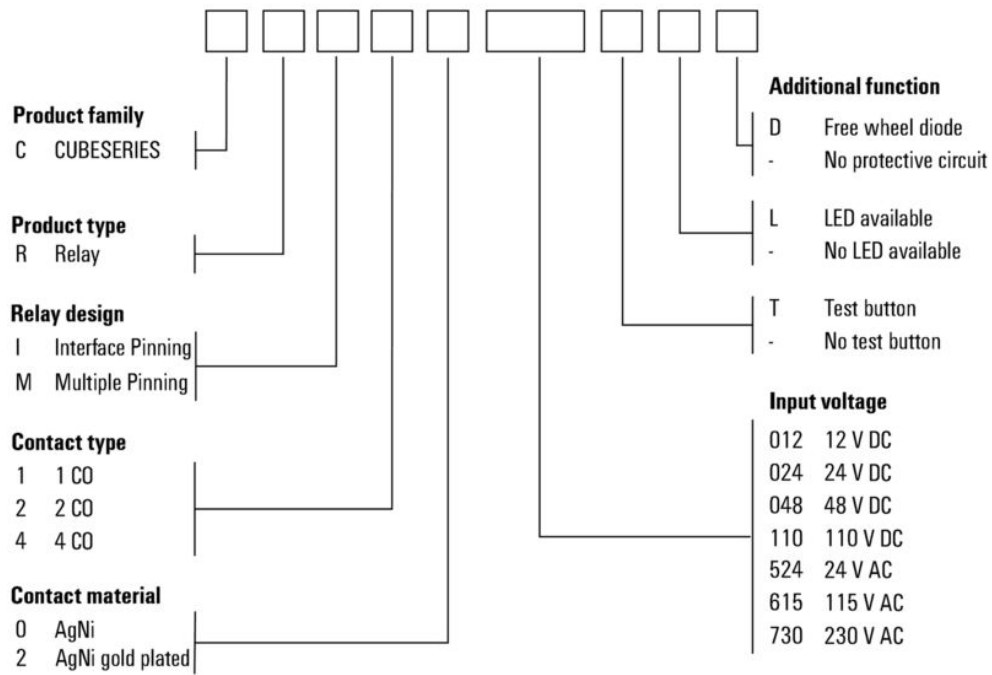 Product family
C CUBESERIES
Product type
R Relay
Relay design
I Interface Pinning
M Multiple Pinning
Contact type
1 1 CO
2 2 CO
4 4 CO
Contact material
0 AgNi
2 AgNi gold plated
Additional function
D Free wheel diode
- No protective circuit
L LED available
- No LED available
T Test button
- No test button
Input voltage
012 12 V DC
024 24 V DC
048 48 V DC
110 110 V DC
524 24 V AC
615 115 V AC
730 230 V AC